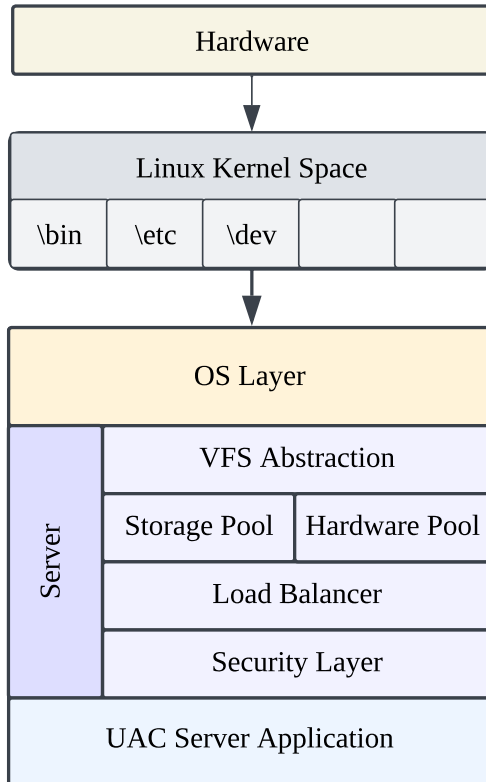 Hardware
Linux Kernel Space
\bin \etc \dev
OS Layer
Server
VFS Abstraction
Storage Pool Hardware Pool
Load Balancer
Security Layer
UAC Server Application